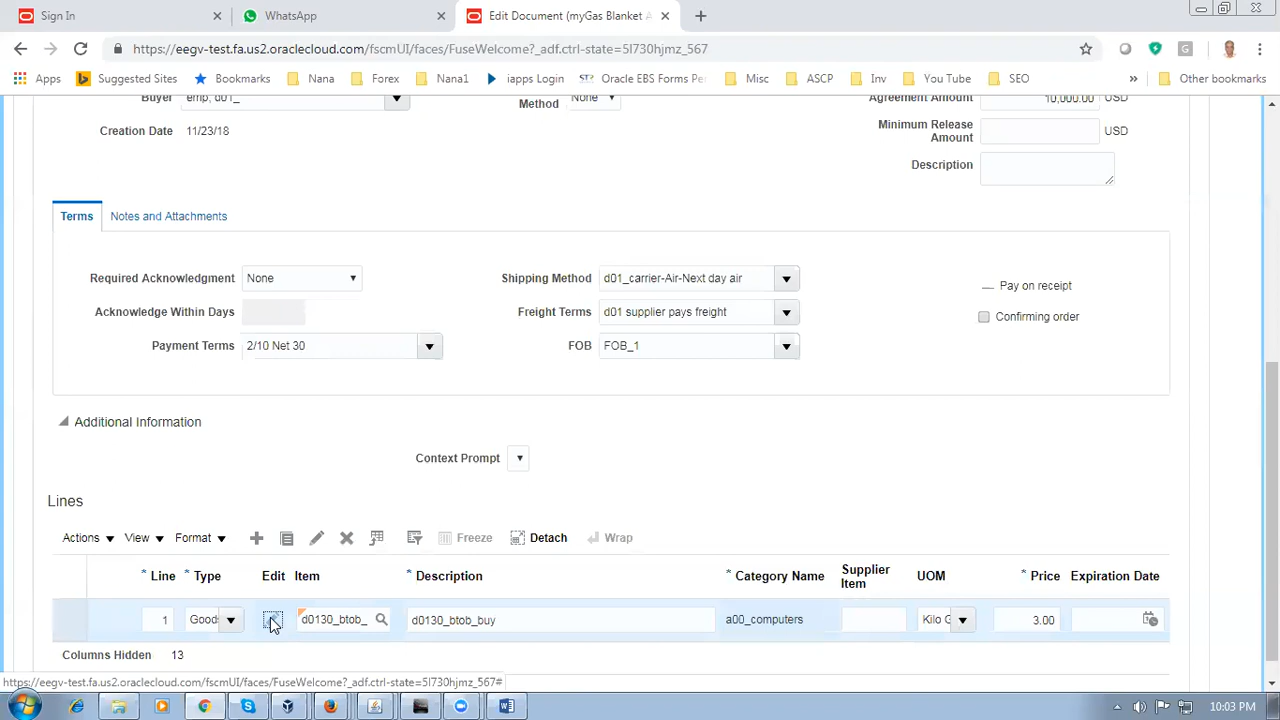 Sign In
WhatsApp
Edit Document (myGas Blanket A
https://eegv-test.fa.us2.oraclecloud.com/fscmUI/faces/FuseWelcome?_adf.ctrl-state=5l730hjmz_567
G
Apps
Suggested Sites
Bookmarks
Nana
Forex
Nana1
iapps Login
Oracle EBS Forms Pe
Misc
ASCP
Inv
You Tube
SEO
»
Other bookmarks
Buyer emp, d01_
Method None
Agreement Amount 10,000.00 USD
Creation Date 11/23/18
Minimum Release
Amount
USD
Description
Terms
Notes and Attachments
Required Acknowledgment None
Shipping Method d01_carrier-Air-Next day air
Pay on receipt
Acknowledge Within Days
Freight Terms d01 supplier pays freight
Confirming order
Payment Terms 2/10 Net 30
FOB FOB_1
Additional Information
Context Prompt
Lines
Actions View Format Freeze Detach Wrap
* Line * Type Edit Item * Description * Category Name Supplier Item UOM * Price Expiration Date
1 Good d0130_btob_ d0130_btob_buy a00_computers Kilo G 3.00
Columns Hidden 13
https://eegv-test.fa.us2.oraclecloud.com/fscmUI/faces/FuseWelcome?_adf.ctrl-state=5l730hjmz_567#
10:03 PM